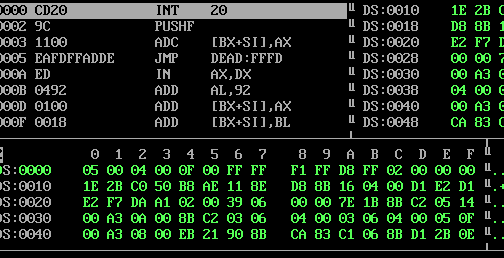 0000 CD20 INT 20 DS:0010 1E 2B C
0002 9C PUSHF DS:0018 D8 8B 1
0003 1100 ADC [BX+SI],AX DS:0020 E2 F7 D
0005 EAFDFFADDE JMP DEAD:FFFD DS:0028 00 00 7
000A ED IN AX,DX DS:0030 00 A3 0
000B 0492 ADD AL,92 DS:0038 04 00 0
000D 0100 ADD [BX+SI],AX DS:0040 00 A3 0
000F 0018 ADD [BX+SI],BL DS:0048 CA 83 C
0 1 2 3 4 5 6 7 8 9 A B C D E F
DS:0000 05 00 04 00 0F 00 FF FF F1 FF D8 FF 02 00 00 00 ..
DS:0010 1E 2B C0 50 B8 AE 11 8E D8 8B 16 04 00 D1 E2 D1 .+
DS:0020 E2 F7 DA A1 02 00 39 06 00 00 7E 1B 8B C2 05 14 ..
DS:0030 00 A3 0A 00 8B C2 03 06 04 00 03 06 04 00 05 0F ..
DS:0040 00 A3 08 00 EB 21 90 8B CA 83 C1 06 8B D1 2B 0E ..